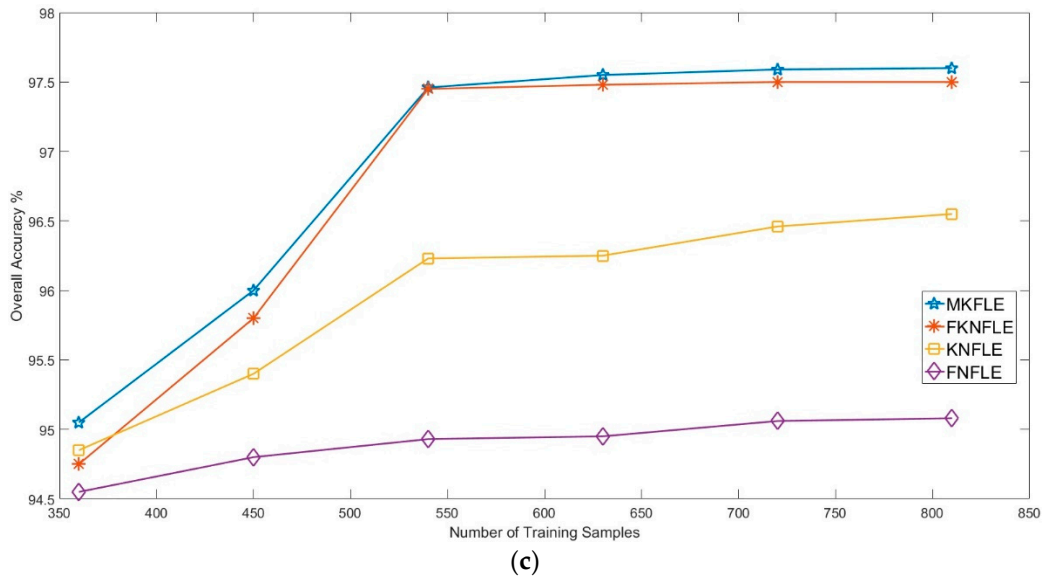 98
97.5
97
96.5
96
95.5
95
94.5
Overall Accuracy %
MKFLE
FKNFLE
KNFLE
FNFLE
350 400 450 500 550 600 650 700 750 800 850
Number of Training Samples
(c)